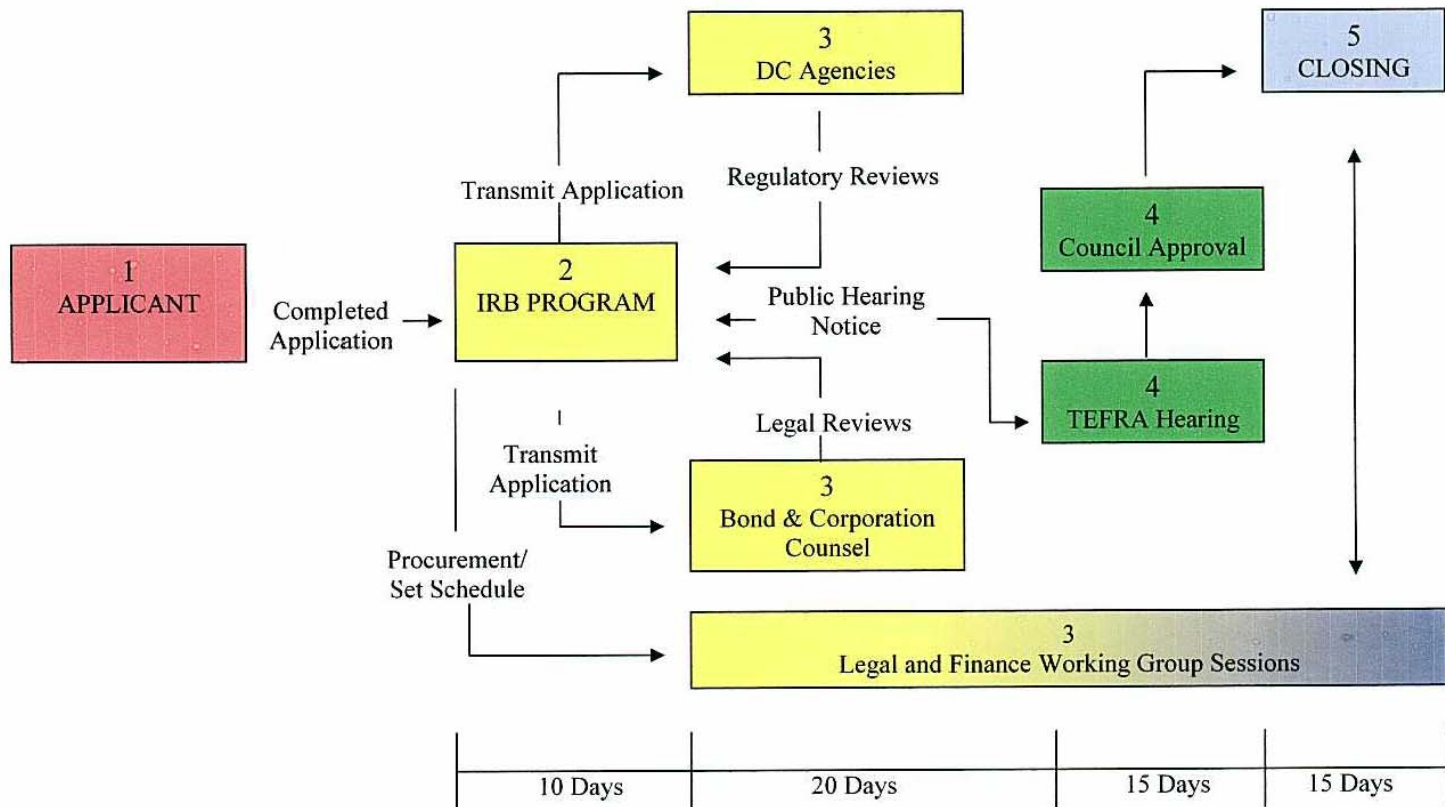 3
DC Agencies
5
CLOSING
Transmit Application
Regulatory Reviews
4
Council Approval
1
APPLICANT
Completed
Application
2
IRB PROGRAM
Public Hearing
Notice
4
TEFRA Hearing
Legal Reviews
Transmit
Application
3
Bond & Corporation
Counsel
Procurement/
Set Schedule
3
Legal and Finance Working Group Sessions
10 Days
20 Days
15 Days
15 Days